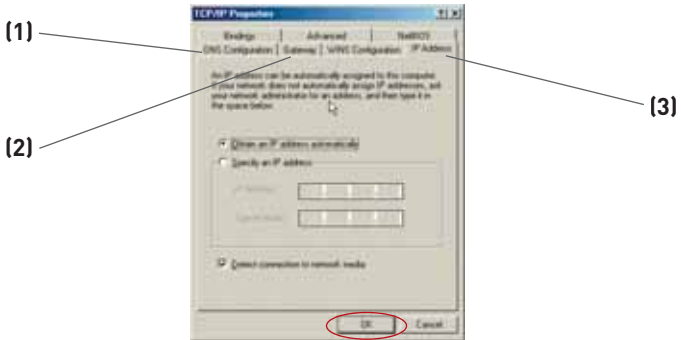 TCP/IP Properties
? X
(1)
Bindings Advanced NetBIOS
DNS Configuration Gateway WINS Configuration IP Address
An IP address can be automatically assigned to this computer.
If your network does not automatically assign IP addresses, ask
your network administrator for an address, and then type it in
the space below.
(2)
(3)
Obtain an IP address automatically
Specify an IP address
IP Address:
Subnet Mask:
Detect connection to network media
OK Cancel